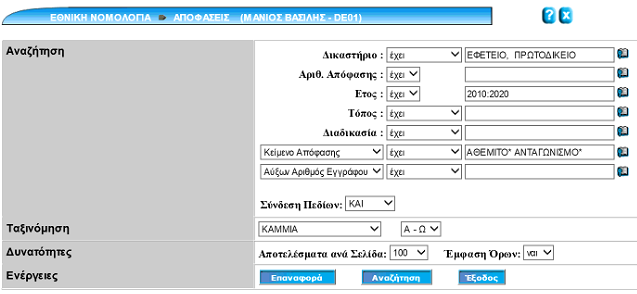 ΕΘΝΙΚΗ ΝΟΜΟΛΟΓΙΑ ΑΠΟΦΑΣΕΙΣ (ΜΑΝΙΟΣ ΒΑΣΙΛΗΣ - DE01) ? X
Αναζήτηση
Δικαστήριο : έχει ΕΦΕΤΕΙΟ, ΠΡΩΤΟΔΙΚΕΙΟ
Αριθ. Απόφασης : έχει
Ετος : έχει 2010:2020
Τόπος : έχει
Διαδικασία : έχει
Κείμενο Απόφασης έχει ΑΘΕΜΙΤΟ* ΑΝΤΑΓΩΝΙΣΜΟ*
Αύξων Αριθμός Εγγράφου έχει
Σύνδεση Πεδίων: ΚΑΙ
Ταξινόμηση ΚΑΜΜΙΑ Α - Ω
Δυνατότητες Αποτελέσματα ανά Σελίδα: 100 Έμφαση Όρων: ναι
Ενέργειες Επαναφορά Αναζήτηση Έξοδος